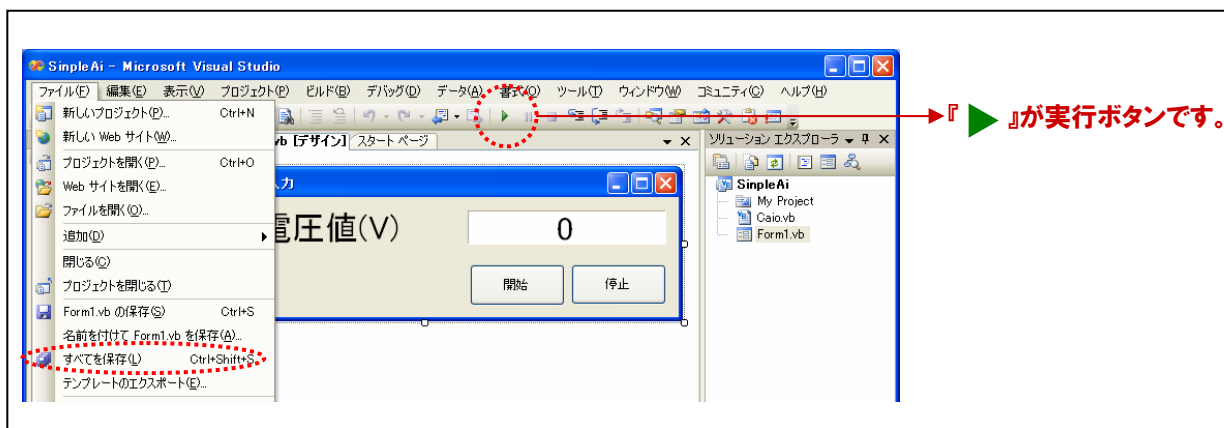 SinpleAi - Microsoft Visual Studio
ファイル(F) 編集(E) 表示(V) プロジェクト(P) ビルド(B) デバッグ(D) データ(A) 書式(O) ツール(T) ウィンドウ(W) コミュニティ(C) ヘルプ(H)
新しいプロジェクト(P)... Ctrl+N
新しい Web サイト(W)...
プロジェクトを開く(P)... Ctrl+O
Web サイトを開く(E)...
ファイルを開く(O)...
追加(D)
閉じる(C)
プロジェクトを閉じる(T)
Form1.vb の保存(S) Ctrl+S
名前を付けて Form1.vb を保存(A)...
すべてを保存(L) Ctrl+Shift+S
テンプレートのエクスポート(E)...
vb [デザイン] スタート ページ
入力
電圧値(V) 0
開始 停止
ソリューション エクスプローラ
SinpleAi
My Project
Caio.vb
Form1.vb
『 ▶ 』が実行ボタンです。